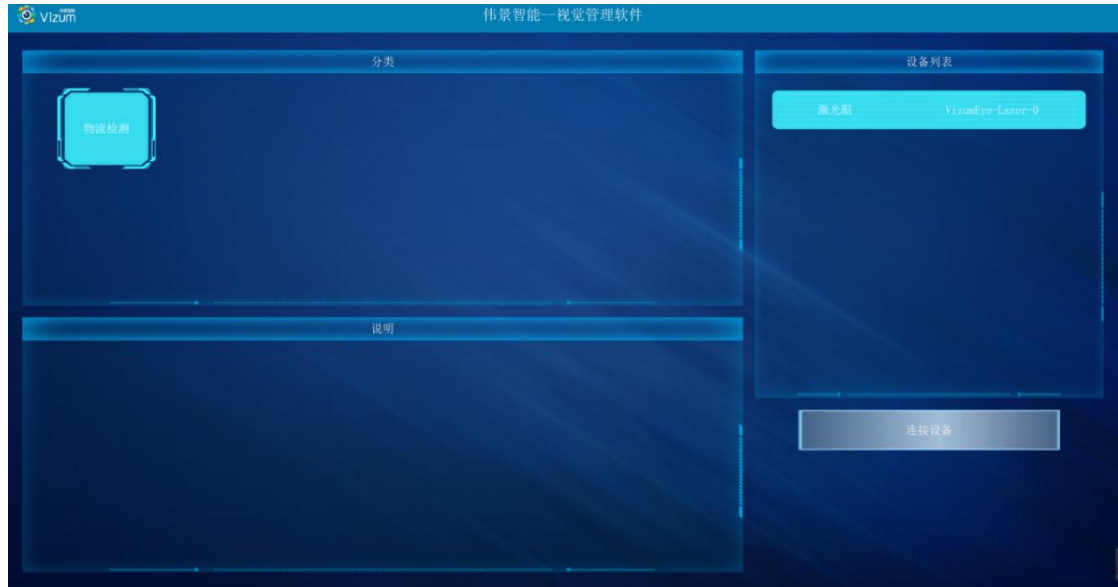 Vizum
伟景智能--视觉管理软件
分类
物流检测
说明
设备列表
激光眼 VizumEye-Laser-0
连接设备